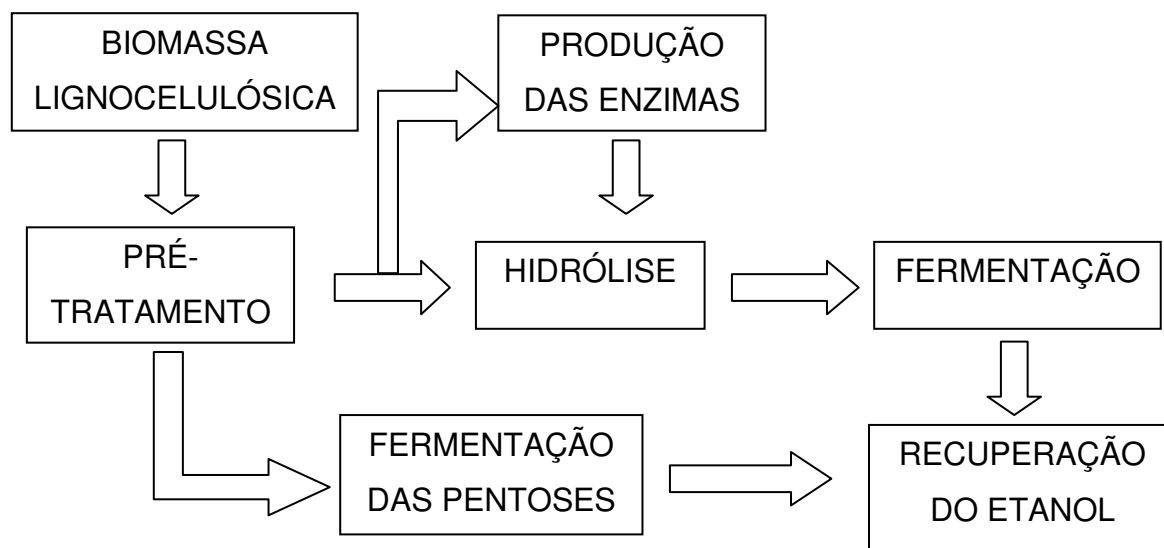 BIOMASSA
LIGNOCELULÓSICA
PRODUÇÃO
DAS ENZIMAS
PRÉ-
TRATAMENTO
HIDRÓLISE
FERMENTAÇÃO
FERMENTAÇÃO
DAS PENTOSES
RECUPERAÇÃO
DO ETANOL